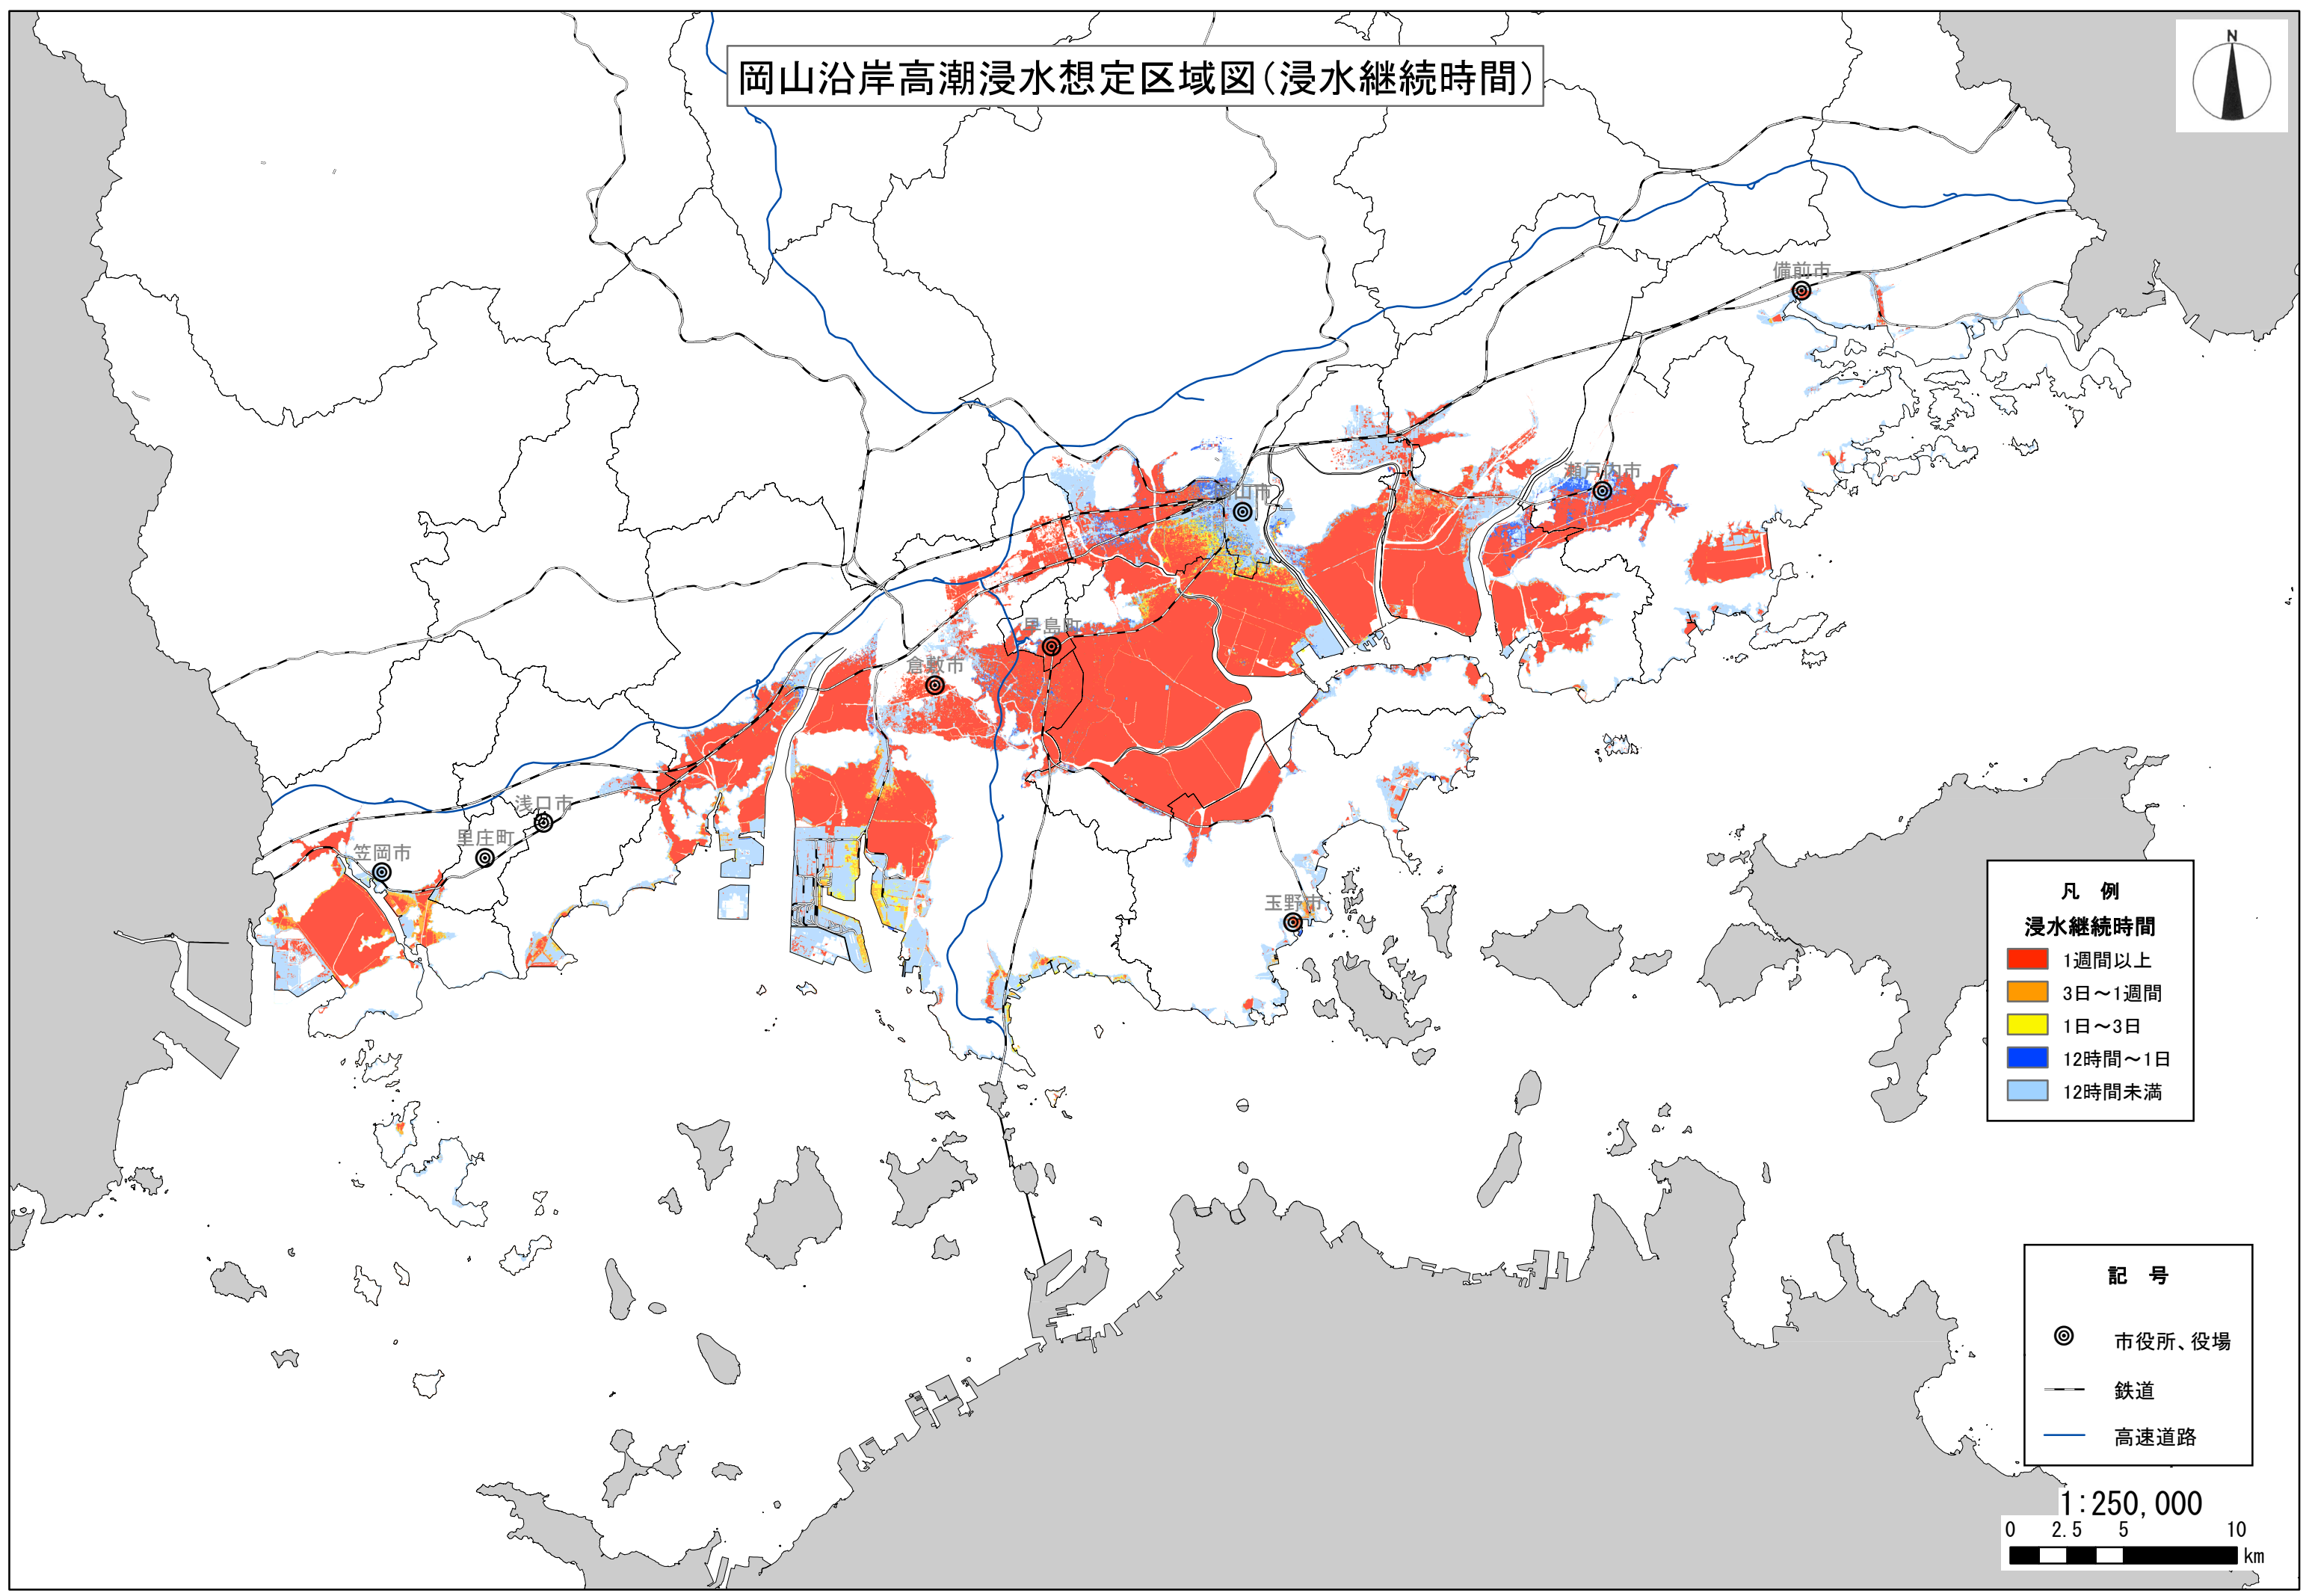 岡山沿岸高潮浸水想定区域図(浸水継続時間)
N
備前市
瀬戸内市
山市
早島町
倉敷市
浅口市
里庄町
笠岡市
玉野市
凡 例
浸水継続時間
1週間以上
3日～1週間
1日～3日
12時間～1日
12時間未満
記 号
市役所、役場
鉄道
高速道路
1:250,000
0 2.5 5 10
km